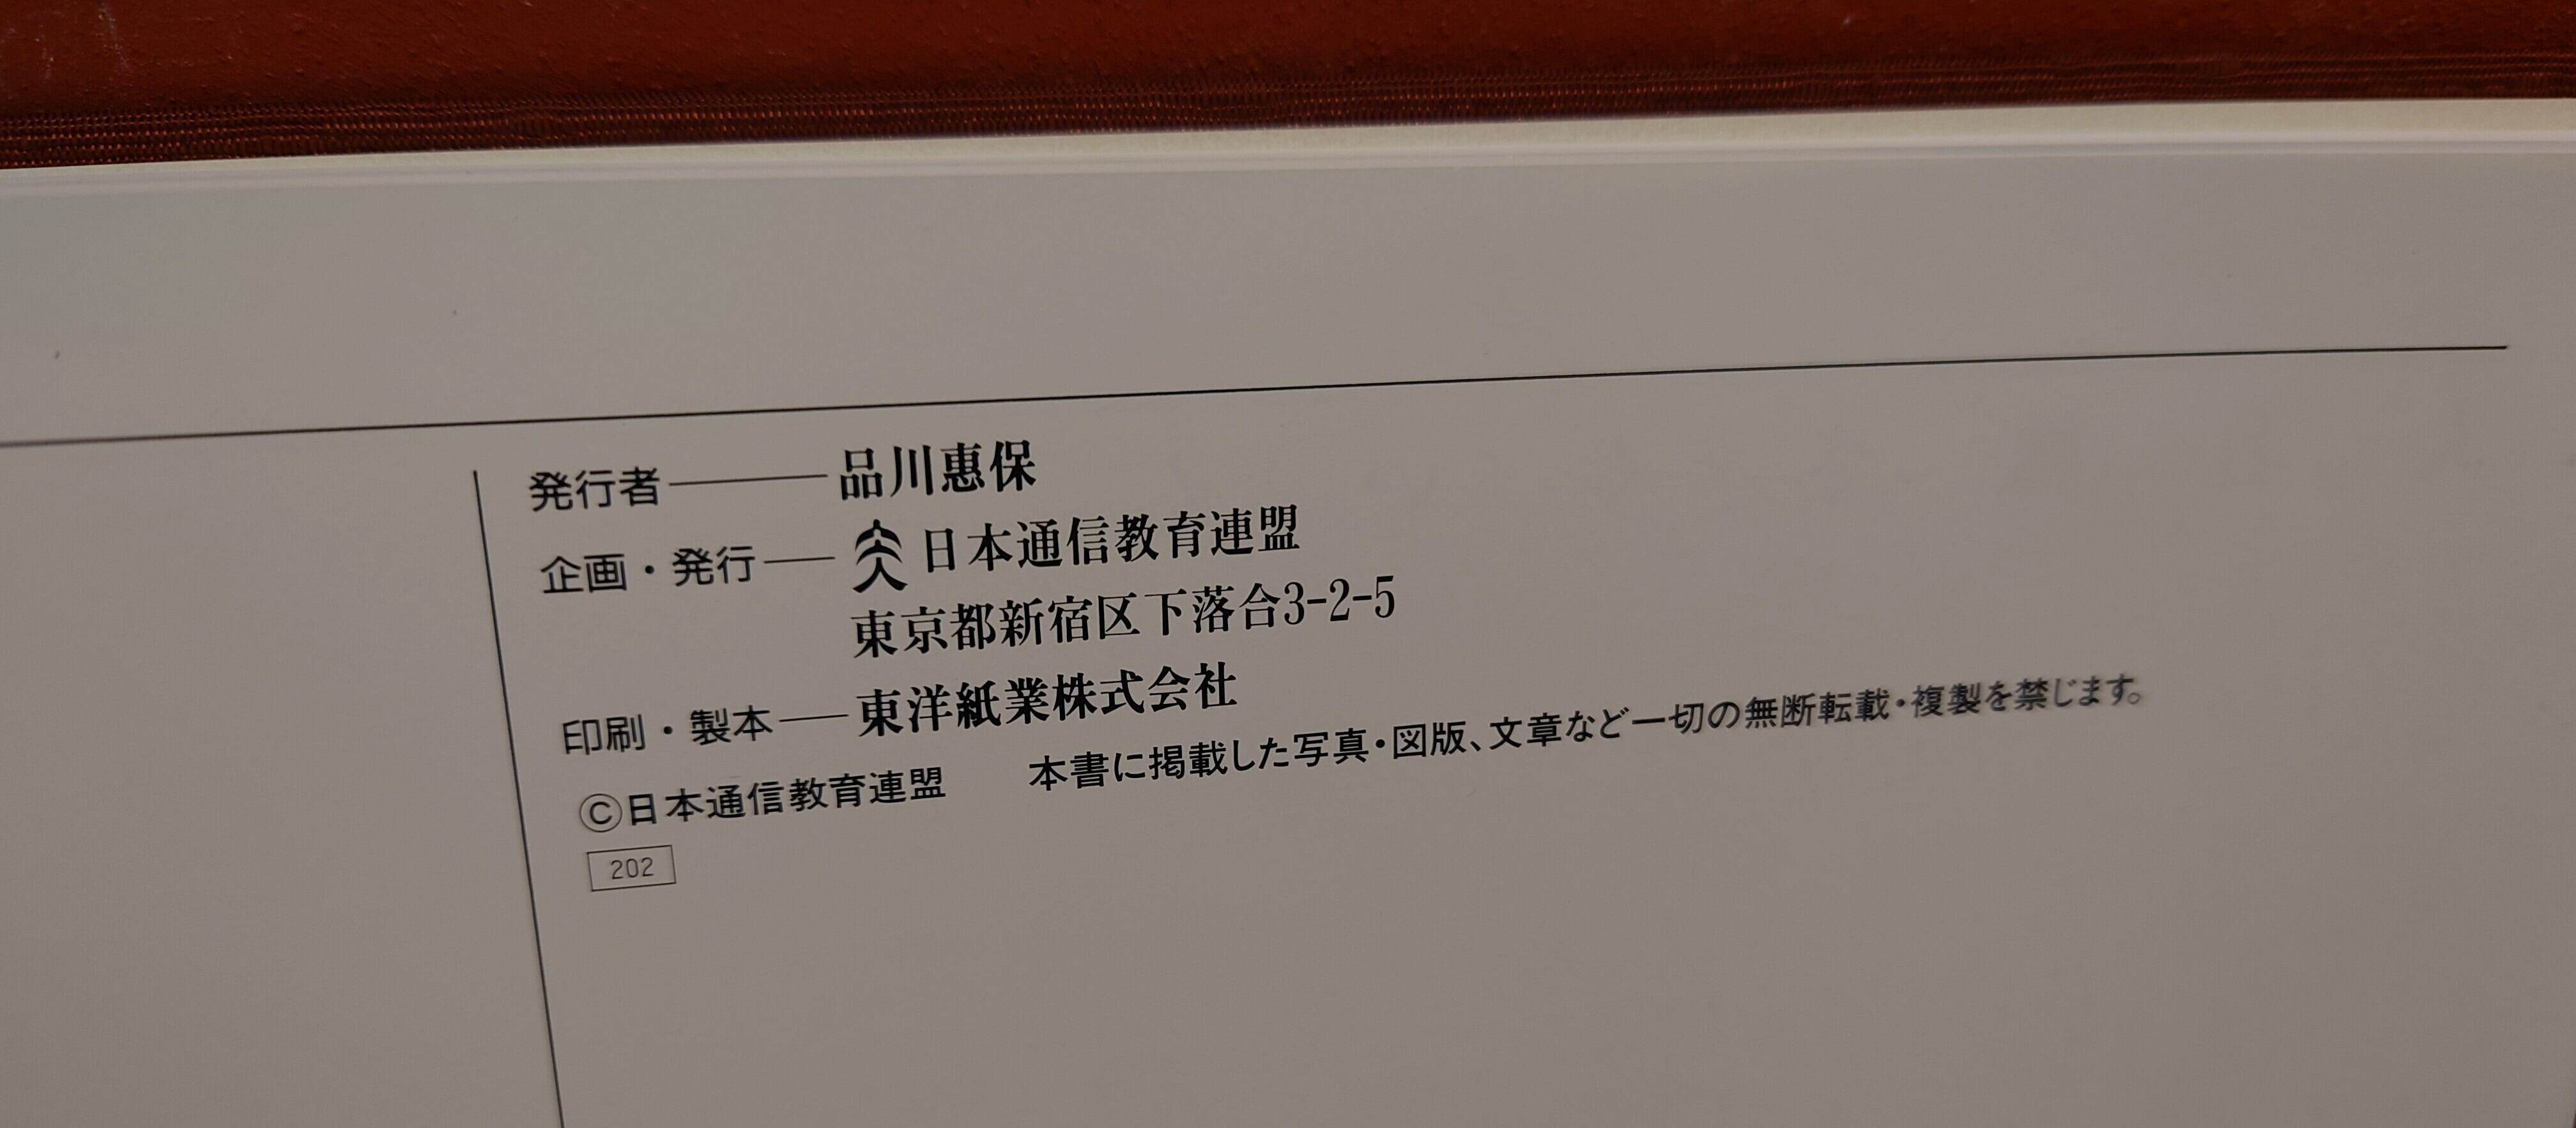 発行者――品川惠保
企画・発行― 日本通信教育連盟
東京都新宿区下落合3-2-5
印刷・製本―東洋紙業株式会社
Ⓒ日本通信教育連盟　本書に掲載した写真・図版、文章など一切の無断転載・複製を禁じます。
202